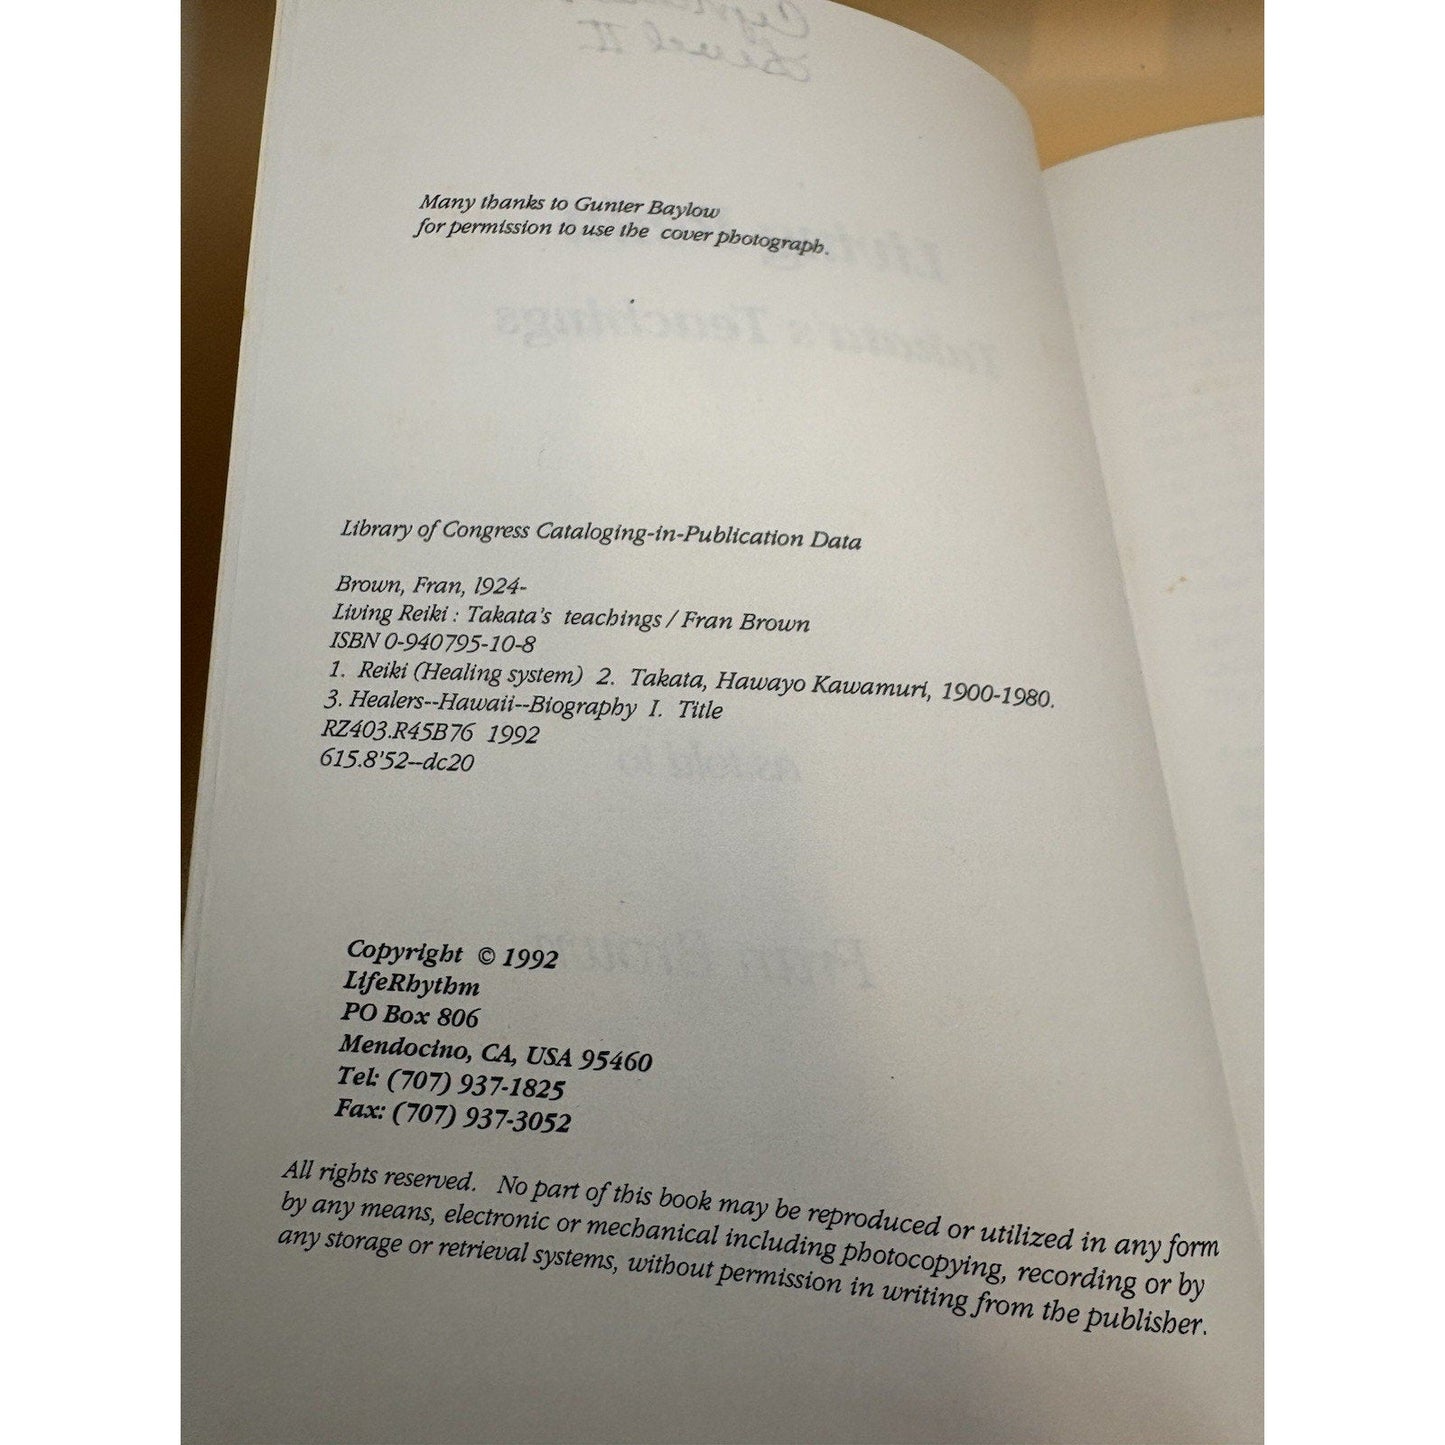 Many thanks to Gunter Baylow
for permission to use the cover photograph.
Library of Congress Cataloging-in-Publication Data
Brown, Fran, l924-
Living Reiki : Takata's teachings / Fran Brown
ISBN 0-940795-10-8
1. Reiki (Healing system) 2. Takata, Hawayo Kawamuri, 1900-1980.
3. Healers--Hawaii--Biography I. Title
RZ403.R45B76 1992
615.8'52--dc20
Copyright © 1992
LifeRhythm
PO Box 806
Mendocino, CA, USA 95460
Tel: (707) 937-1825
Fax: (707) 937-3052
All rights reserved. No part of this book may be reproduced or utilized in any form
by any means, electronic or mechanical including photocopying, recording or by
any storage or retrieval systems, without permission in writing from the publisher.